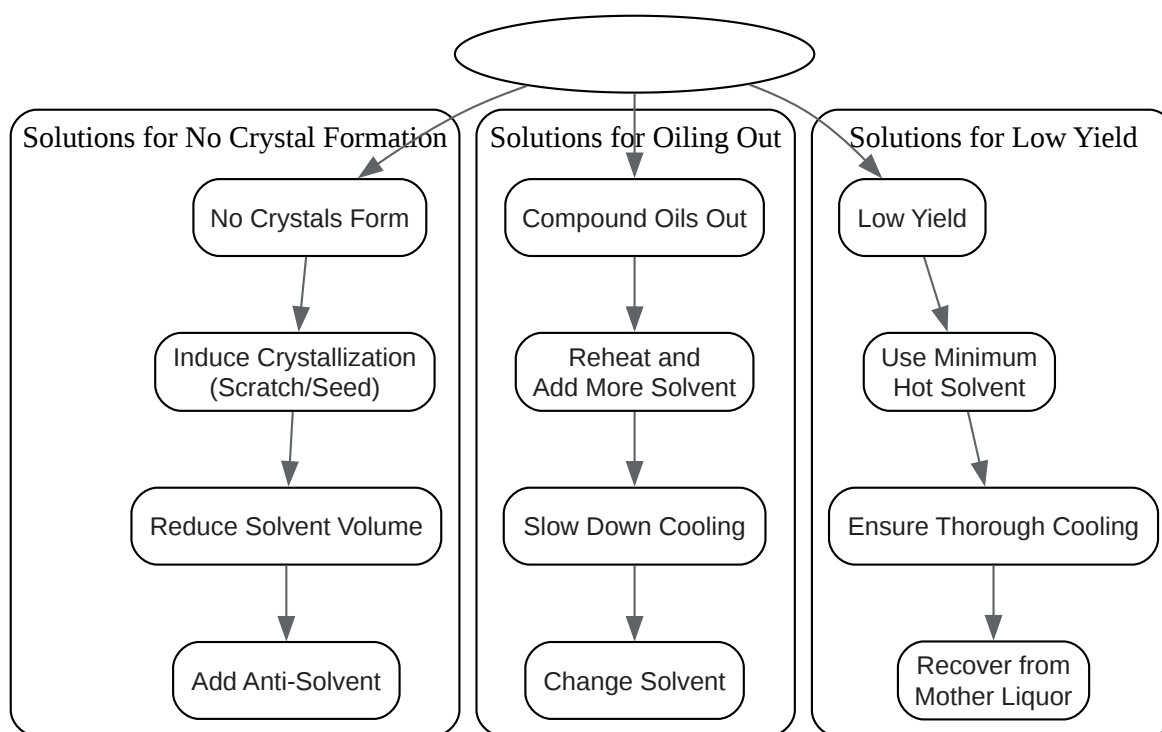 Solutions for No Crystal Formation
No Crystals Form
Induce Crystallization
(Scratch/Seed)
Reduce Solvent Volume
Add Anti-Solvent
Solutions for Oiling Out
Compound Oils Out
Reheat and
Add More Solvent
Slow Down Cooling
Change Solvent
Solutions for Low Yield
Low Yield
Use Minimum
Hot Solvent
Ensure Thorough Cooling
Recover from
Mother Liquor